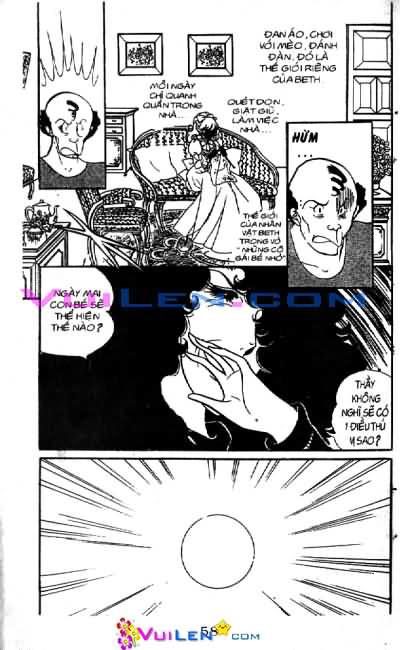 ĐAN ÁO, CHƠI
VỚI MÈO, ĐÁNH
ĐÀN, ĐÓ LÀ
THẾ GIỚI RIÊNG
CỦA BETH
MỖI NGÀY
CHỈ QUANH
QUẨN TRONG
NHÀ...
QUÉT DỌN,
GIẶT GIŨ,
LÀM VIỆC
NHÀ...
HỪM
...
THẾ GIỚI
CỦA NHÂN
VẬT BETH
TRONG VỞ
"NHỮNG CÔ
GÁI BÉ NHỎ"
NGÀY MAI
CON BÉ SẼ
THỂ HIỆN
THẾ NÀO?
VUILEN.COM
THẦY
KHÔNG
NGHĨ SẼ CÓ
1 ĐIỀU THÚ
VỊ SAO?
58
VUILEN.COM